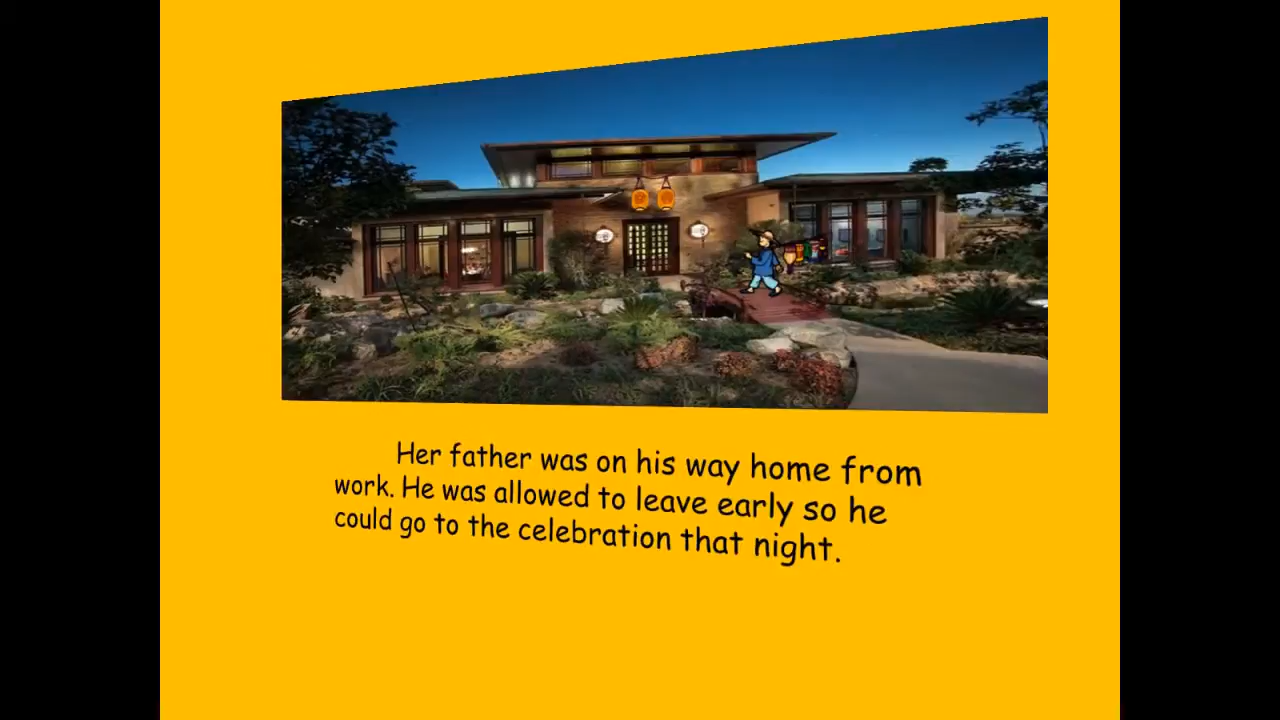 Her father was on his way home from
work. He was allowed to leave early so he
could go to the celebration that night.